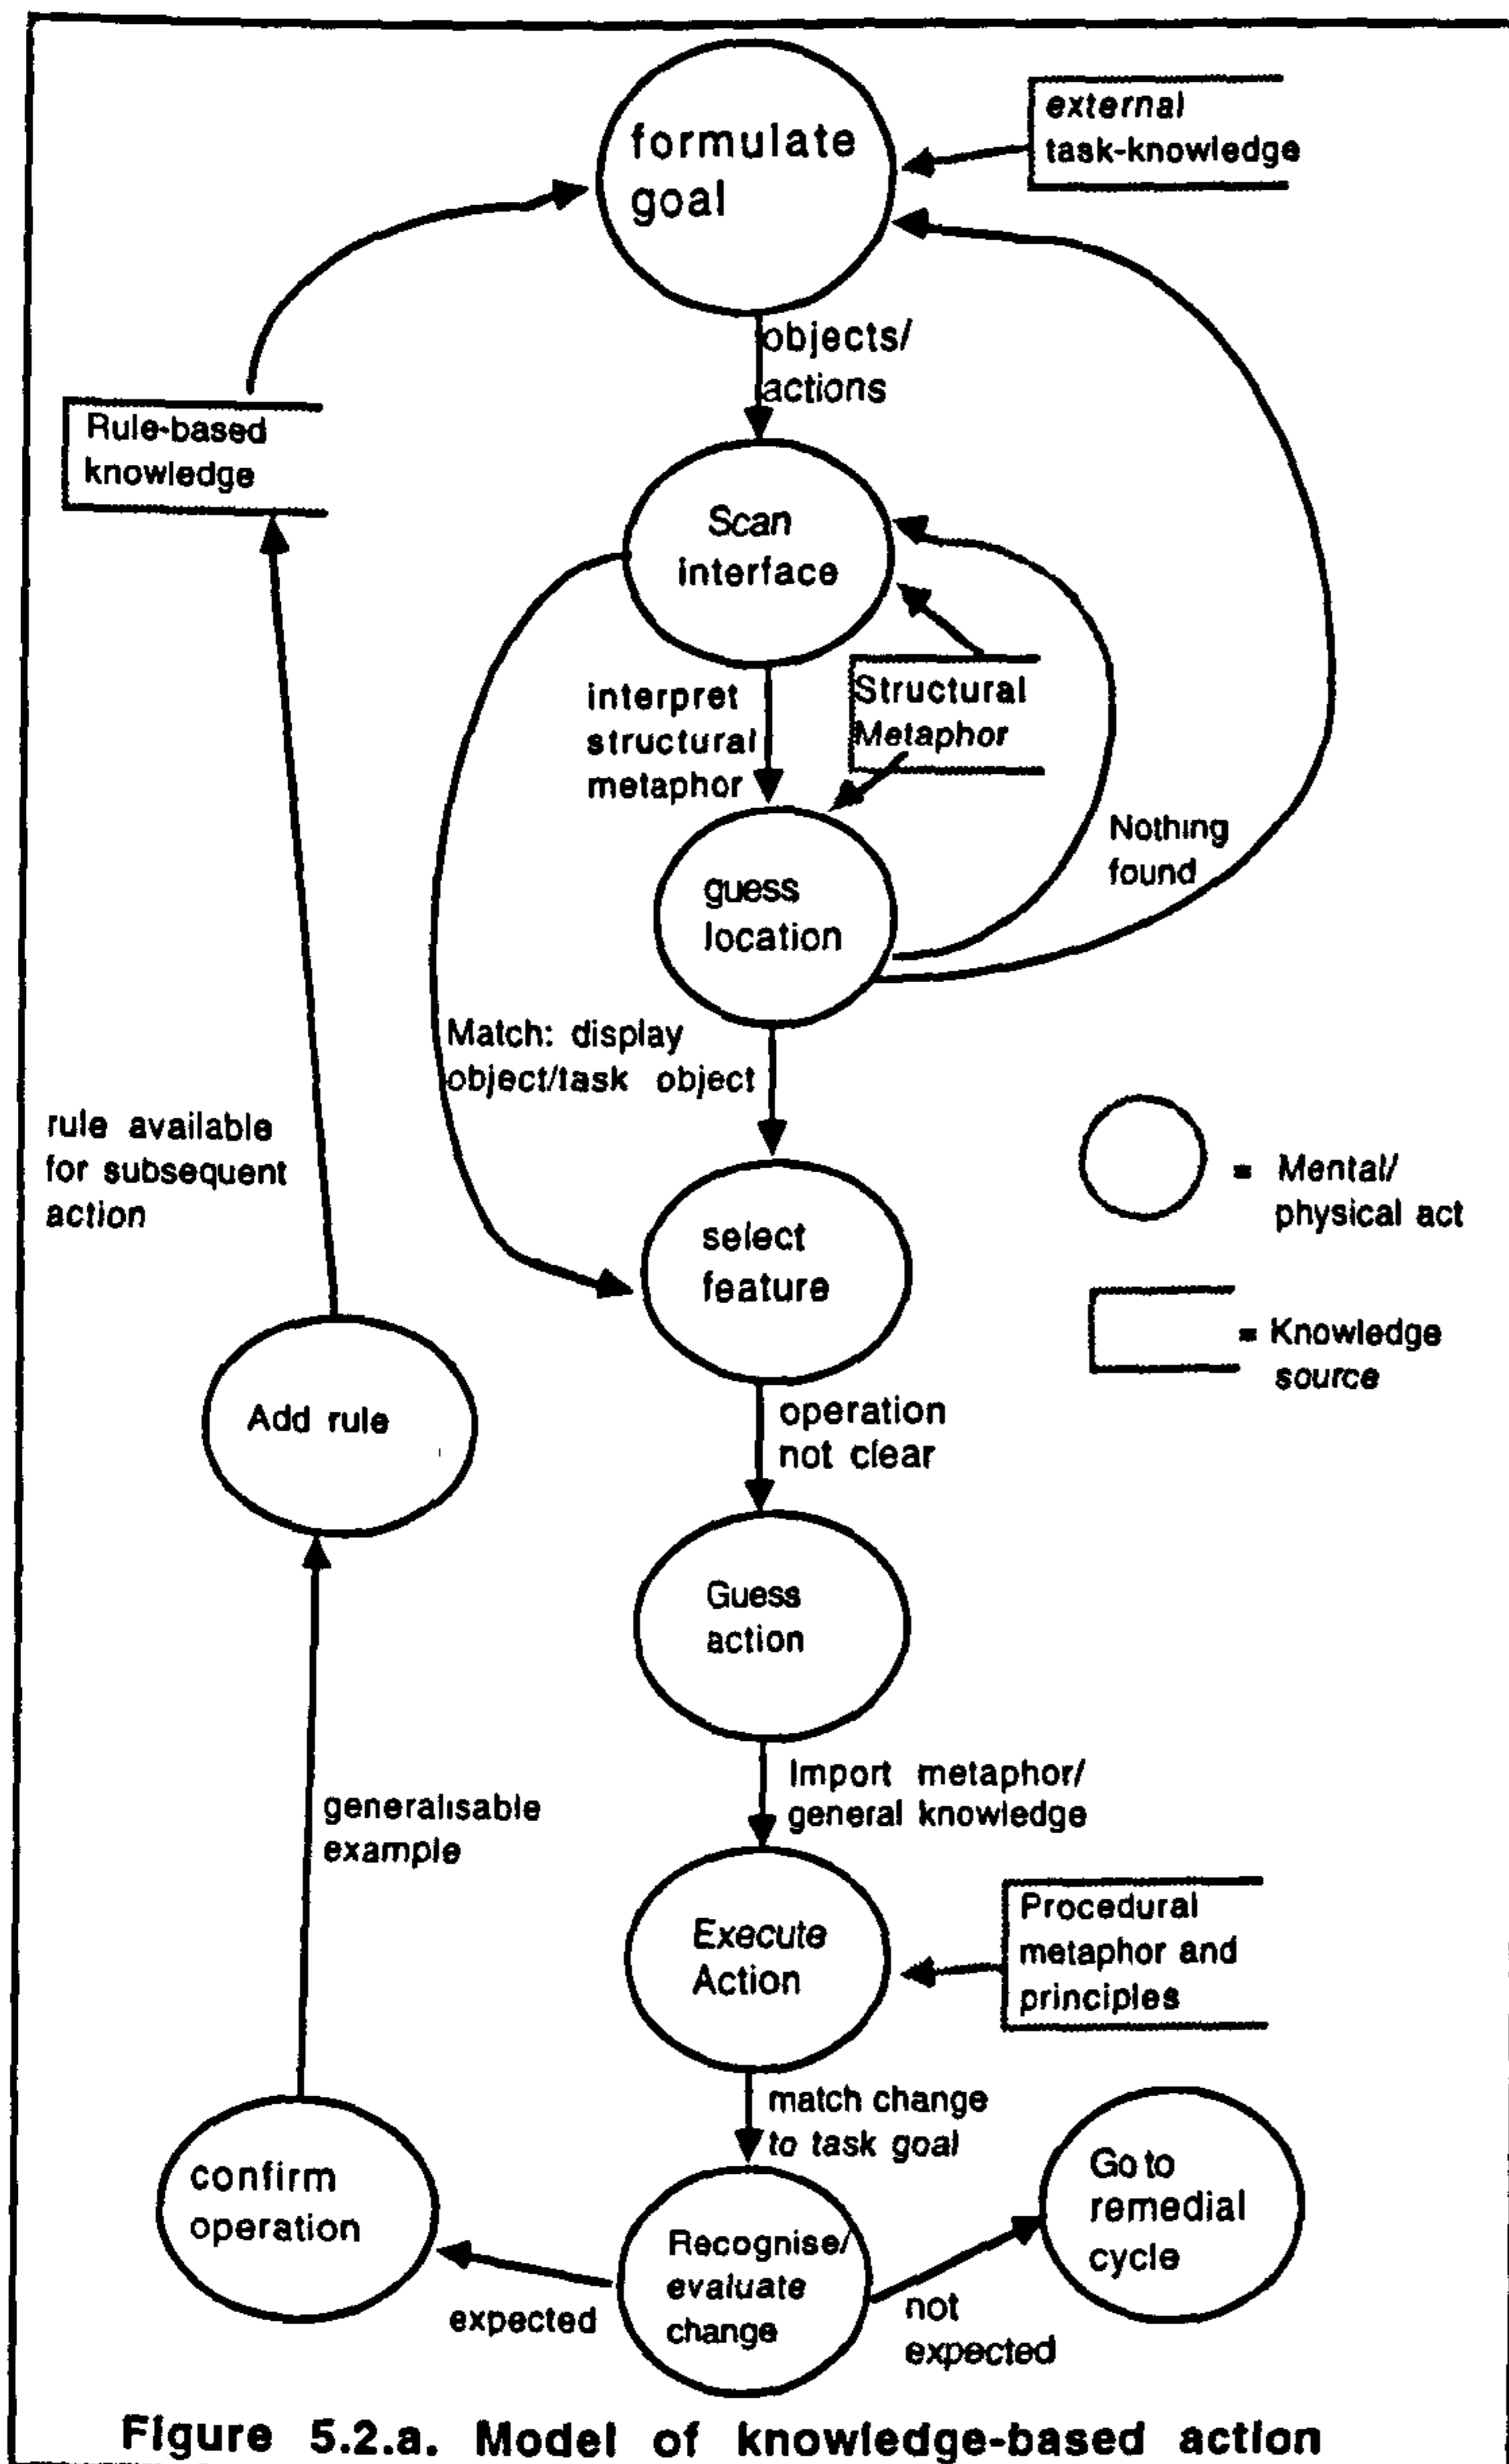 formulate
goal
external
task-knowledge
objects/
actions
Rule-based
knowledge
Scan
interface
interpret
structural
metaphor
Structural
Metaphor
Nothing
found
guess
location
Match: display
object/task object
rule available
for subsequent
action
= Mental/
physical act
select
feature
= Knowledge
source
Add rule
operation
not clear
Guess
action
Import metaphor/
general knowledge
generalisable
example
Procedural
metaphor and
principles
Execute
Action
match change
to task goal
confirm
operation
Go to
remedial
cycle
Recognise/
evaluate
change
expected
not
expected
Figure 5.2.a. Model of knowledge-based action